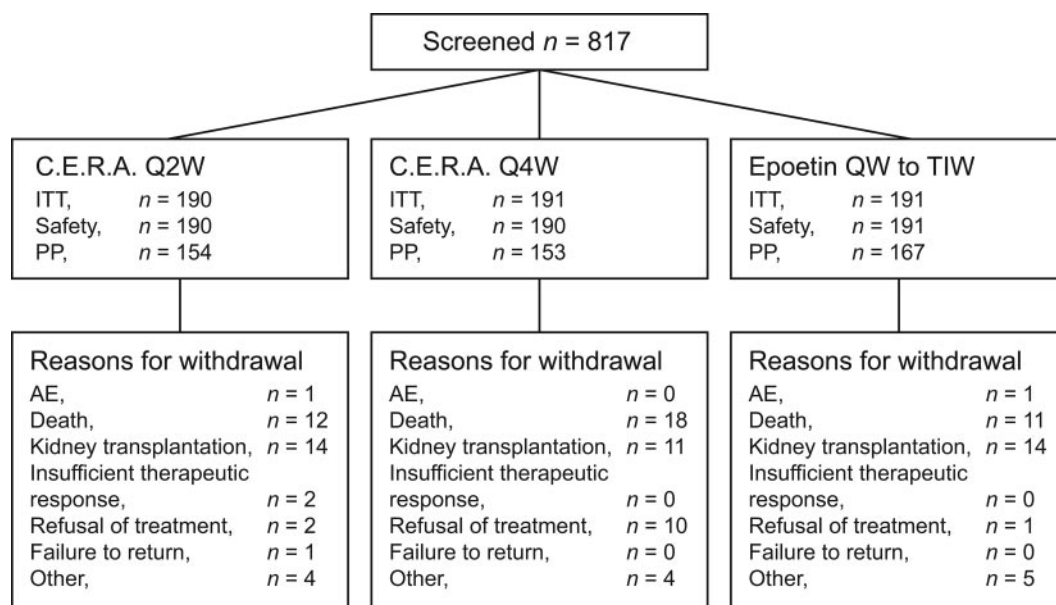 Screened n = 817
C.E.R.A. Q2W
ITT, n = 190
Safety, n = 190
PP, n = 154
C.E.R.A. Q4W
ITT, n = 191
Safety, n = 190
PP, n = 153
Epoetin QW to TIW
ITT, n = 191
Safety, n = 191
PP, n = 167
Reasons for withdrawal
AE, n = 1
Death, n = 12
Kidney transplantation, n = 14
Insufficient therapeutic
response, n = 2
Refusal of treatment, n = 2
Failure to return, n = 1
Other, n = 4
Reasons for withdrawal
AE, n = 0
Death, n = 18
Kidney transplantation, n = 11
Insufficient therapeutic
response, n = 0
Refusal of treatment, n = 10
Failure to return, n = 0
Other, n = 4
Reasons for withdrawal
AE, n = 1
Death, n = 11
Kidney transplantation, n = 14
Insufficient therapeutic
response, n = 0
Refusal of treatment, n = 1
Failure to return, n = 0
Other, n = 5